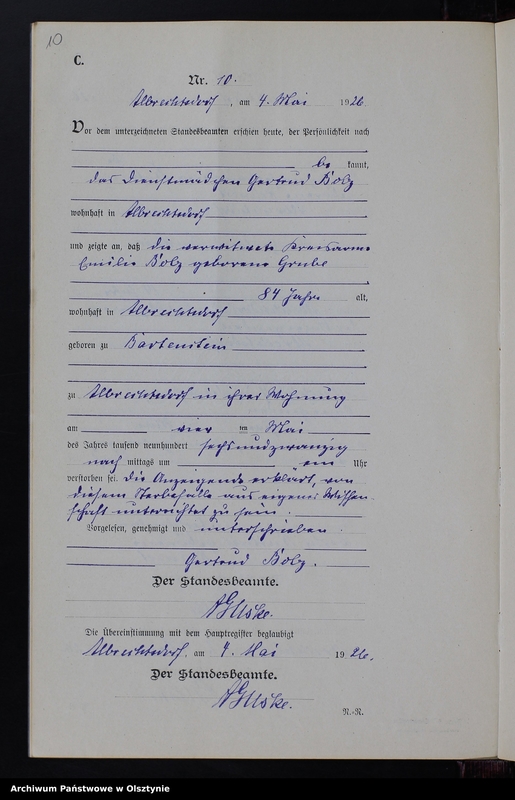 10
C.
Nr. 10.
Albrechtsdorf, am 4. Mai 1926
Vor dem unterzeichneten Standesbeamten erschien heute, der Persönlichkeit nach
be kannt,
das Dienstmädchen Gertrud Bolz
wohnhaft in Albrechtsdorf
und zeigte an, daß die verwitwete
Emilie Bolz geborene Grube
84 Jahre alt,
wohnhaft in Albrechtsdorf
geboren zu Bartenstein
zu Albrechtsdorf in ihrer Wohnung
am vier ten Mai
des Jahres tausend neunhundert sechsundzwanzig
nach mittags um ein Uhr
verstorben sei. Die Anzeigende erklärt, von
diesem Sterbefalle aus eigener Wissen
schaft unterrichtet zu sein.
Vorgelesen, genehmigt und unterschrieben
Gertrud Bolz.
Der Standesbeamte.
Die Übereinstimmung mit dem Hauptregister beglaubigt
Albrechtsdorf, am 4. Mai 1926.
Der Standesbeamte.
R.-R.
Archiwum Państwowe w Olsztynie